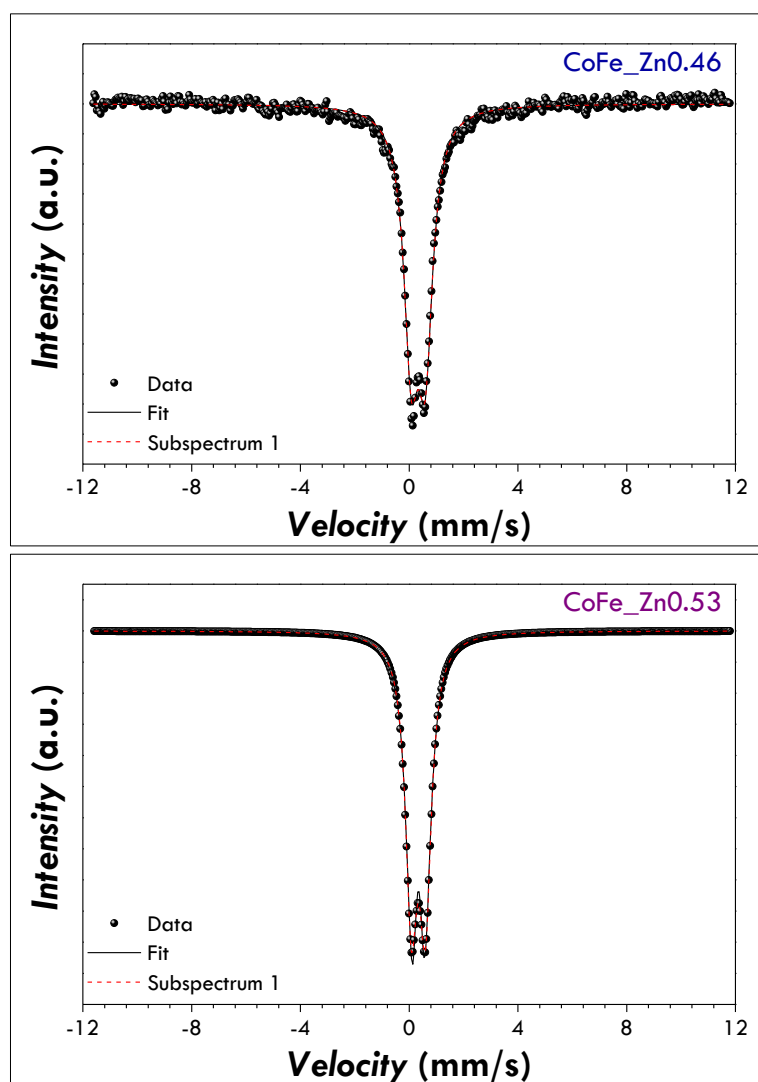 CoFe_Zn0.46
Intensity (a.u.)
Data
Fit
Subspectrum 1
-12 -8 -4 0 4 8 12
Velocity (mm/s)
CoFe_Zn0.53
Intensity (a.u.)
Data
Fit
Subspectrum 1
-12 -8 -4 0 4 8 12
Velocity (mm/s)